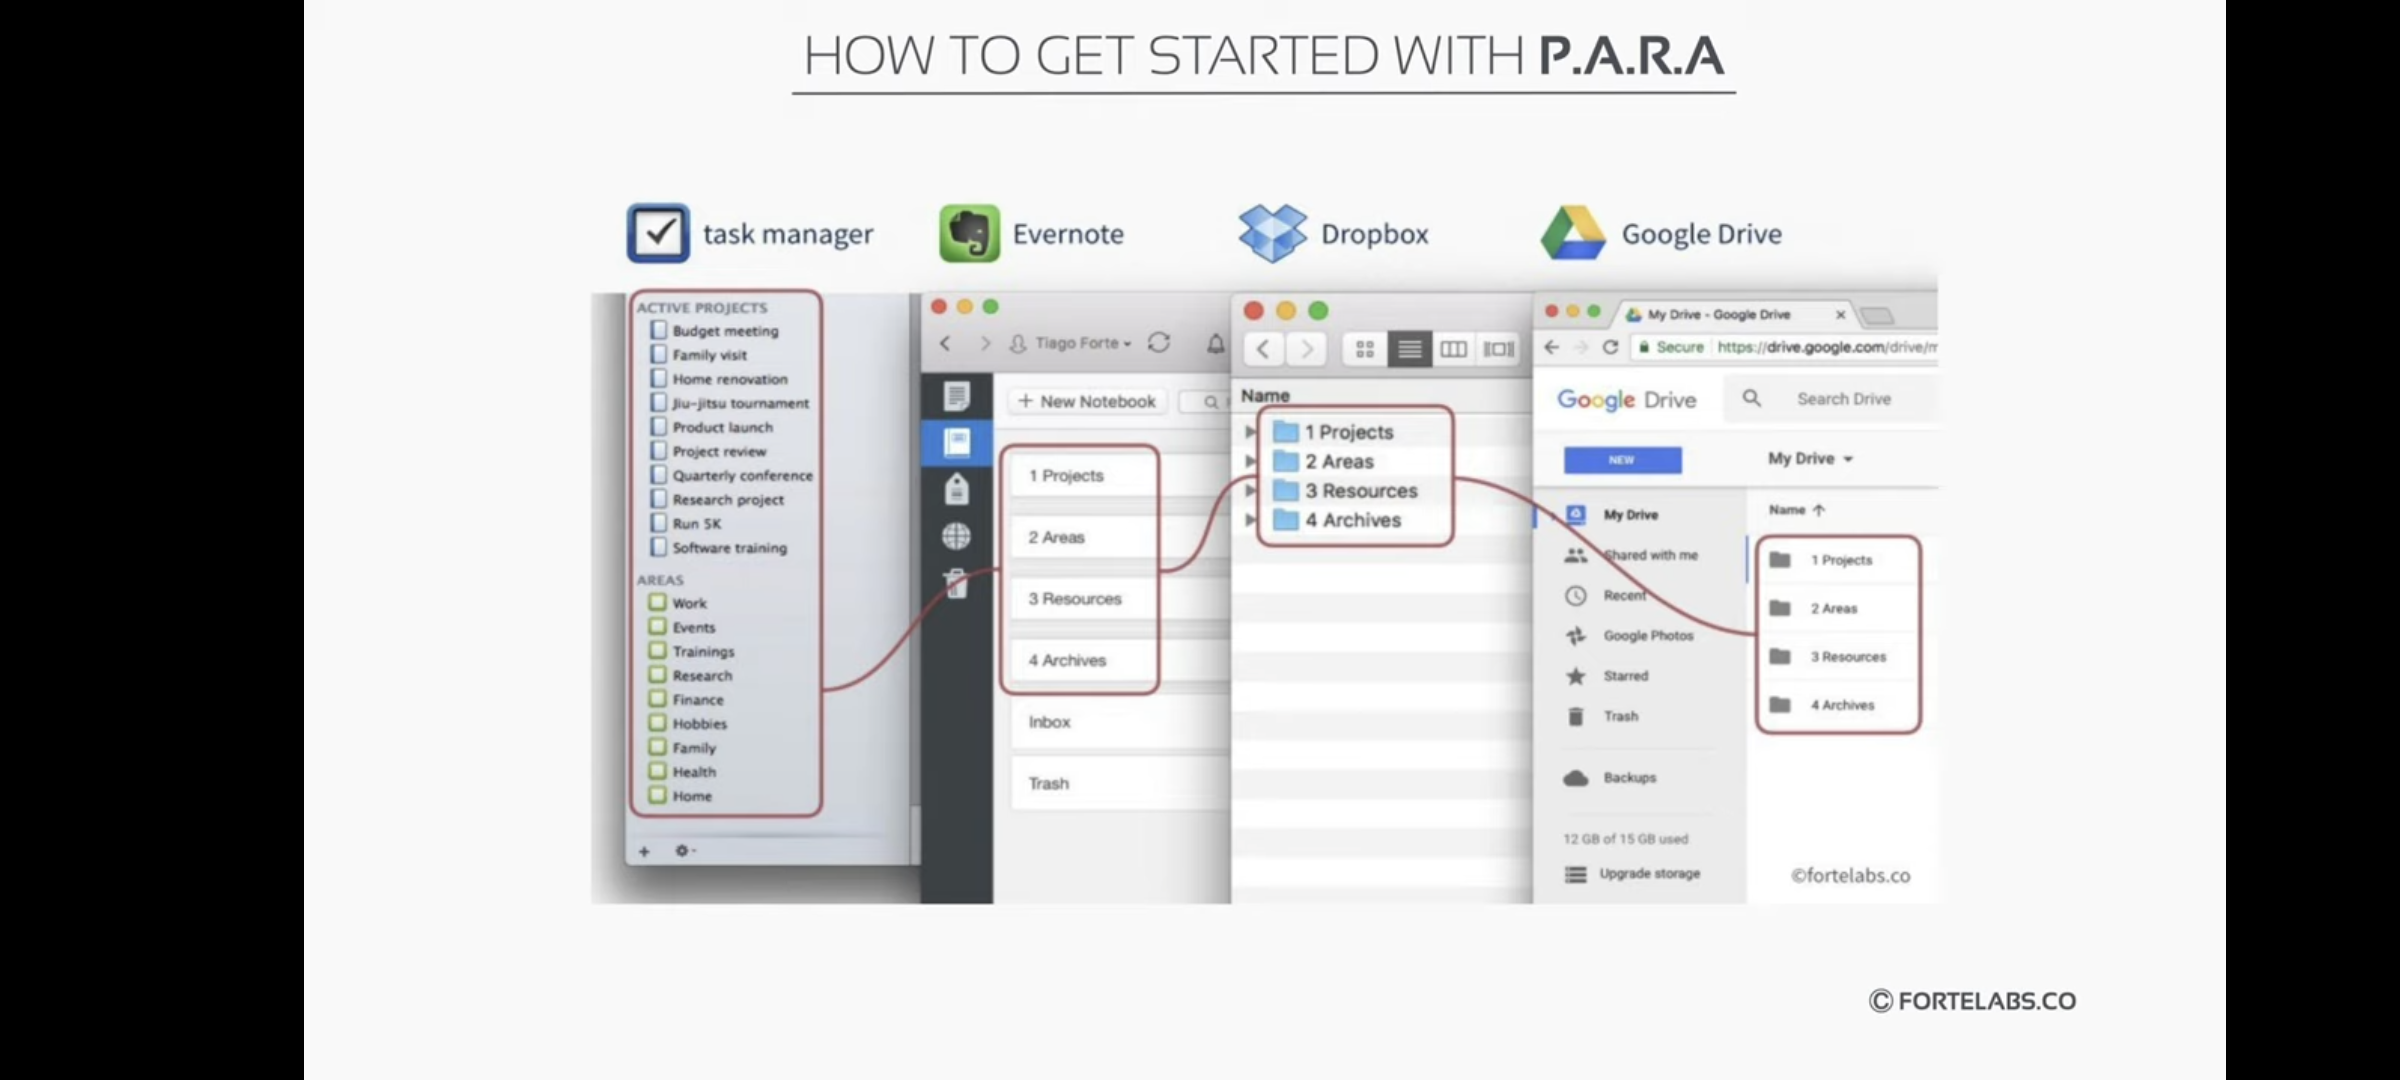 HOW TO GET STARTED WITH P.A.R.A
task manager
Evernote
Dropbox
Google Drive
ACTIVE PROJECTS
Budget meeting
Family visit
Home renovation
Jiu-jitsu tournament
Product launch
Project review
Quarterly conference
Research project
Run 5K
Software training
AREAS
Work
Events
Trainings
Research
Finance
Hobbies
Family
Health
Home
Tiago Forte
+ New Notebook
1 Projects
2 Areas
3 Resources
4 Archives
Inbox
Trash
Name
1 Projects
2 Areas
3 Resources
4 Archives
My Drive - Google Drive
Secure https://drive.google.com/drive/m
Google Drive
Search Drive
NEW
My Drive
My Drive
Shared with me
Recent
Google Photos
Starred
Trash
Backups
12 GB of 15 GB used
Upgrade storage
Name ↑
1 Projects
2 Areas
3 Resources
4 Archives
©fortelabs.co
© FORTELABS.CO